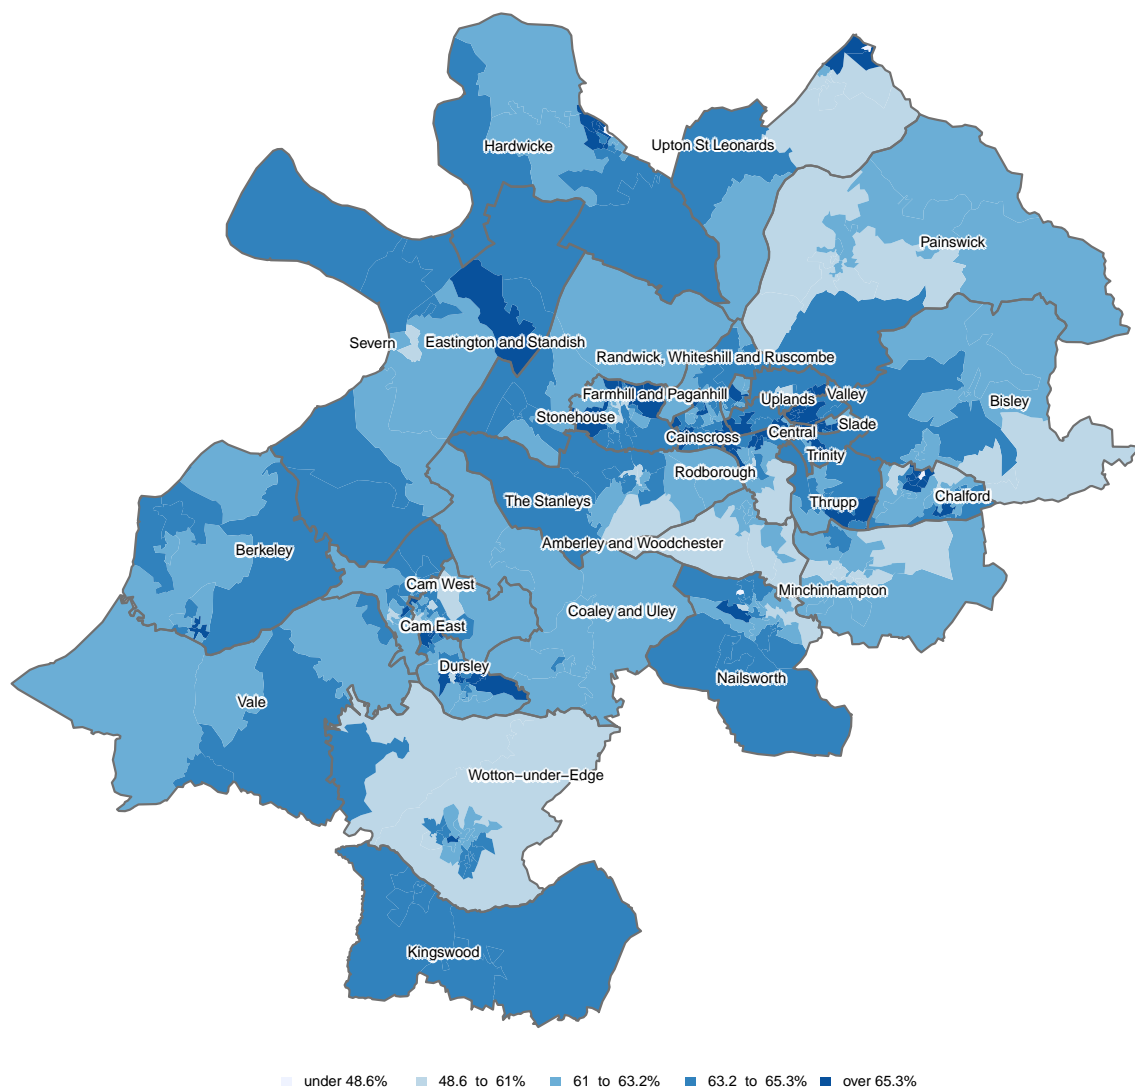 Hardwicke
Upton St Leonards
Painswick
Severn
Eastington and Standish
Randwick, Whiteshill and Ruscombe
Farmhill and Paganhill
Uplands
Valley
Bisley
Stonehouse
Cainscross
Central
Slade
Trinity
Rodborough
The Stanleys
Thrupp
Chalford
Berkeley
Amberley and Woodchester
Cam West
Minchinhampton
Coaley and Uley
Cam East
Dursley
Nailsworth
Vale
Wotton−under−Edge
Kingswood
under 48.6% 48.6 to 61% 61 to 63.2% 63.2 to 65.3% over 65.3%